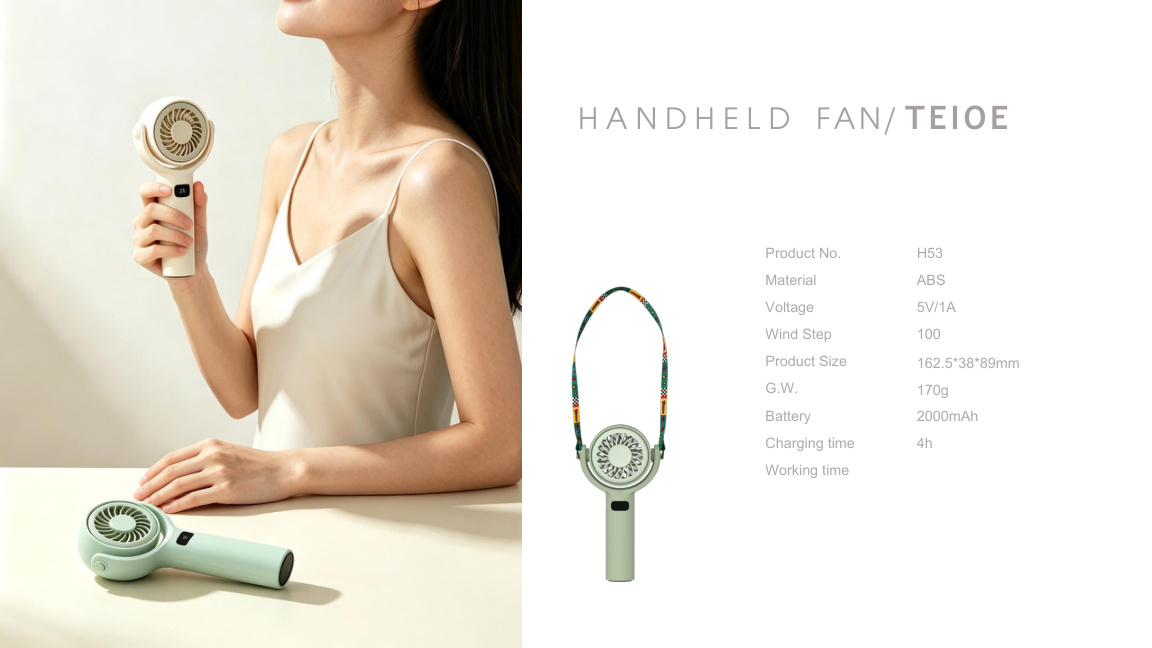 HANDHELD FAN/TEIOE
Product No. H53
Material ABS
Voltage 5V/1A
Wind Step 100
Product Size 162.5*38*89mm
G.W. 170g
Battery 2000mAh
Charging time 4h
Working time